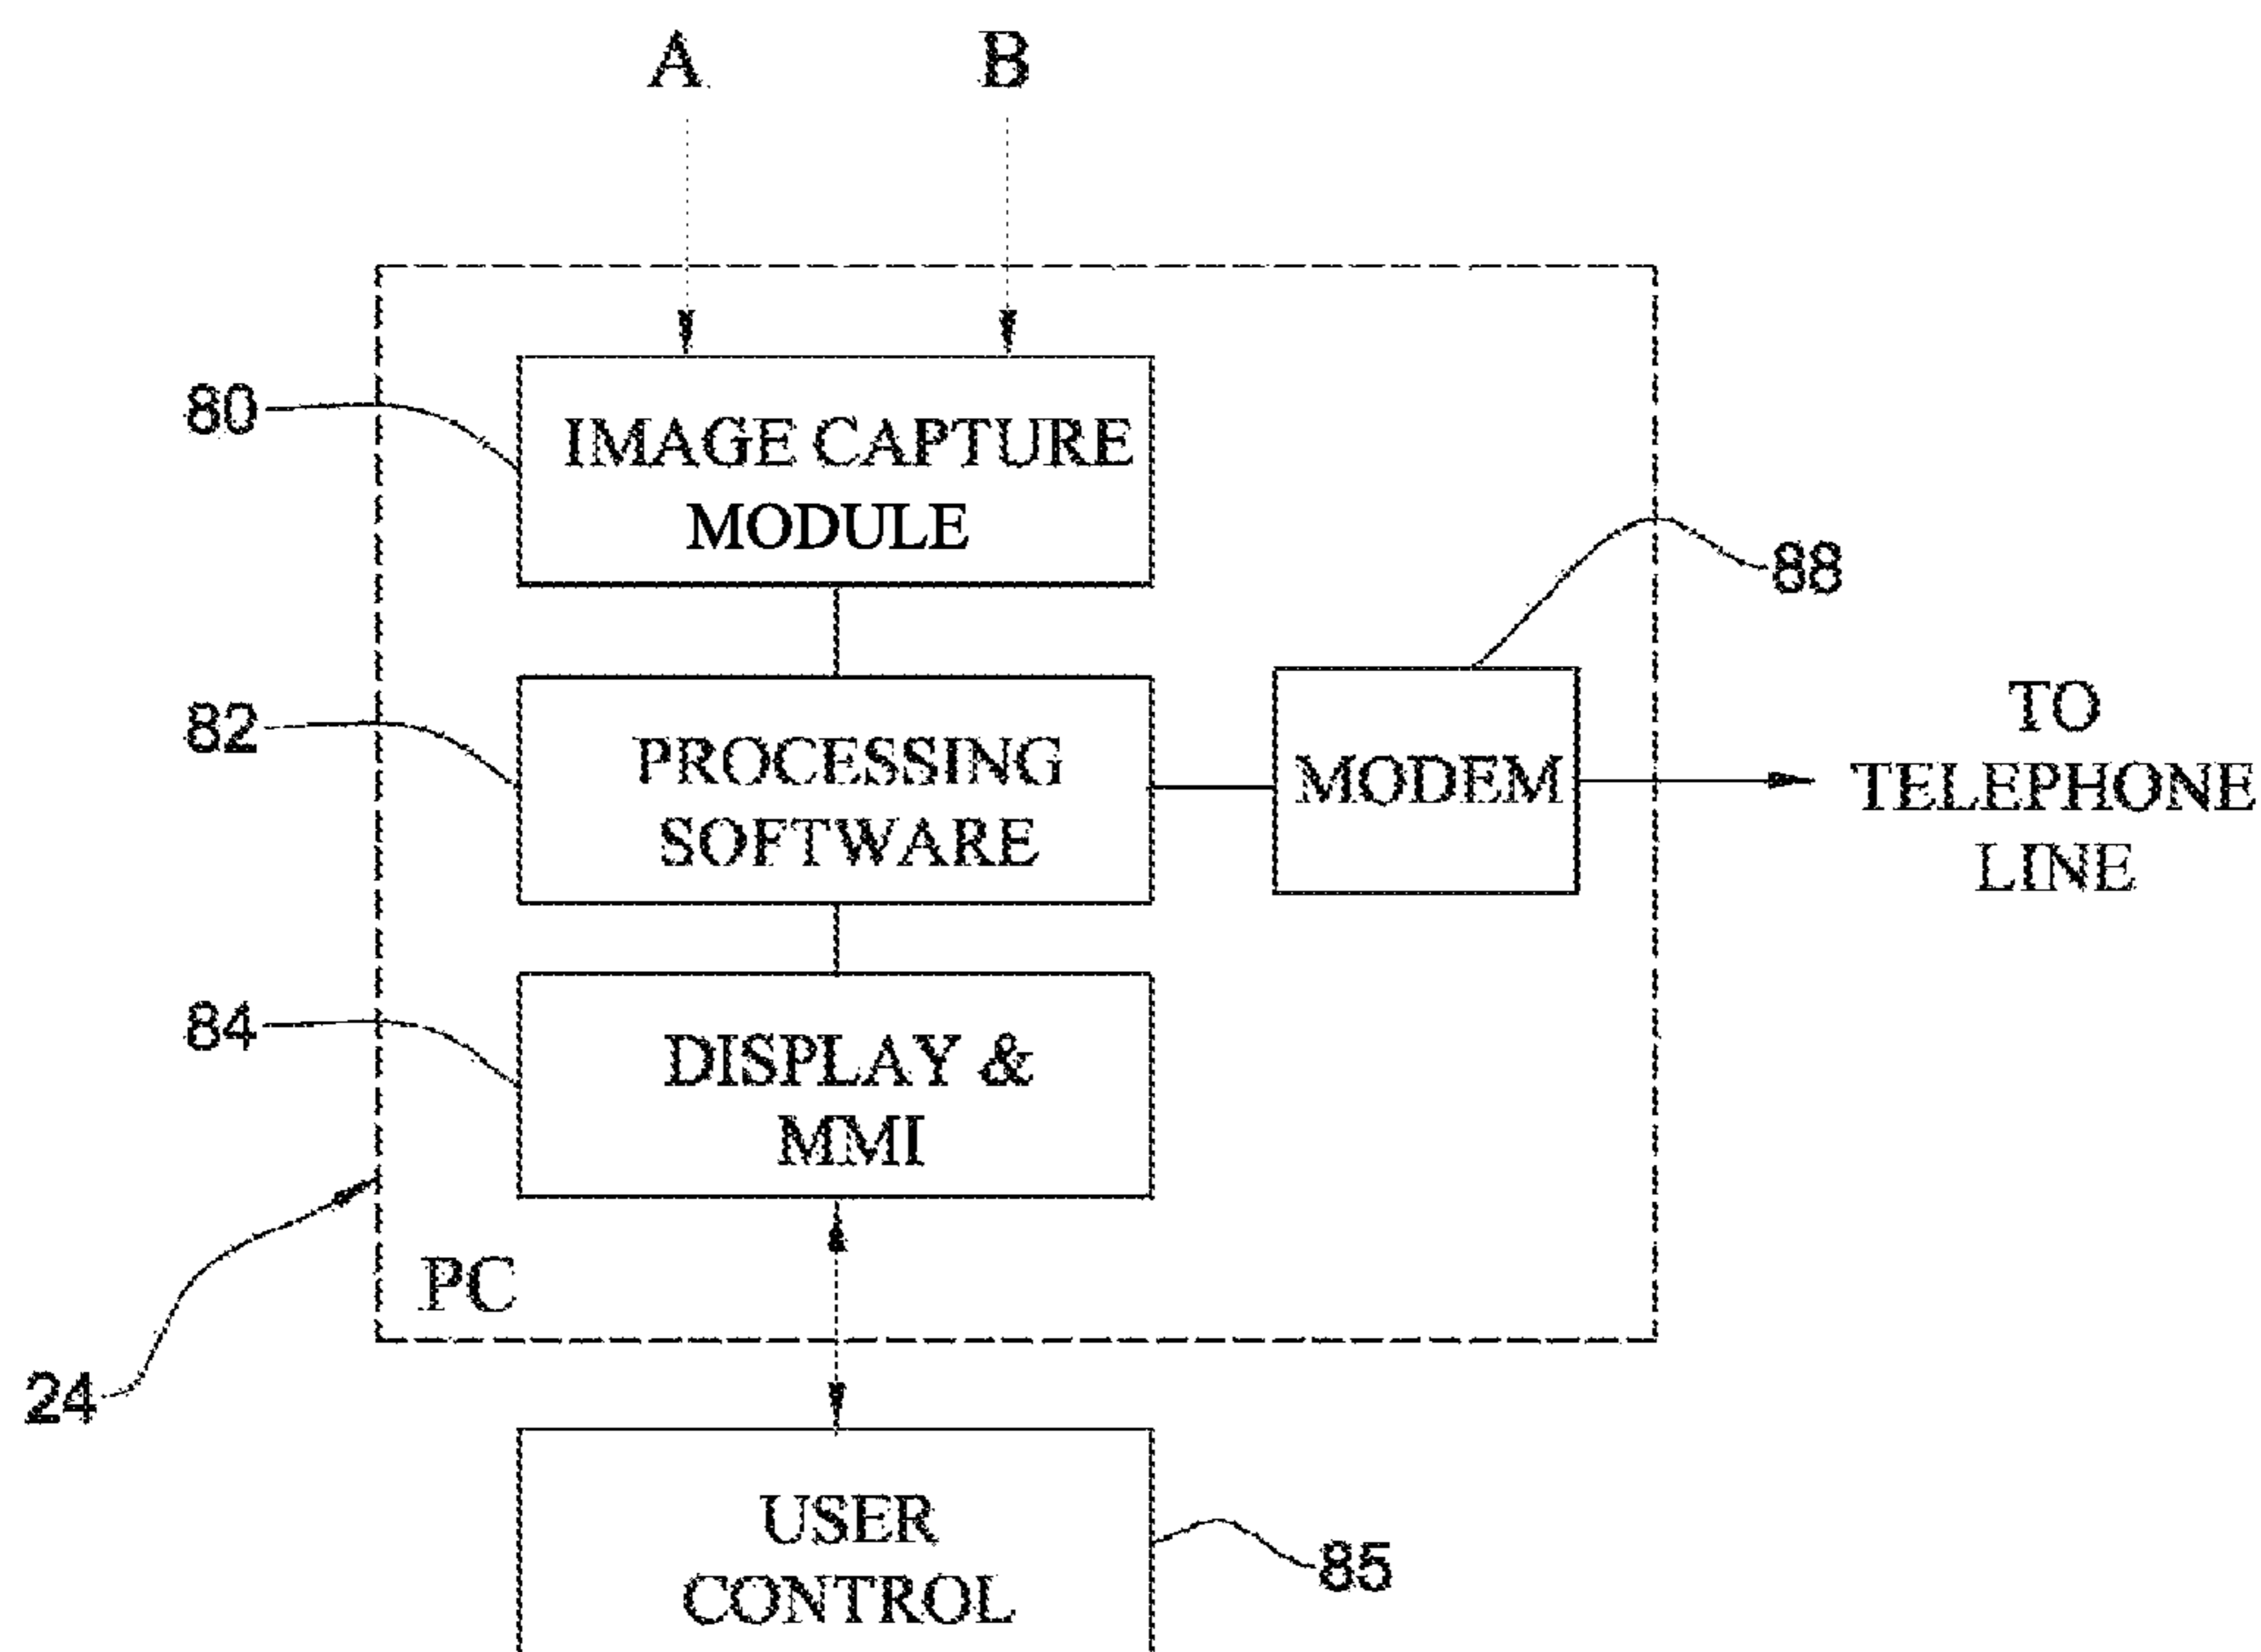 A
B
80
IMAGE CAPTURE
MODULE
88
82
PROCESSING
SOFTWARE
MODEM
TO
TELEPHONE
LINE
84
DISPLAY &
MMI
PC
24
USER
CONTROL
85